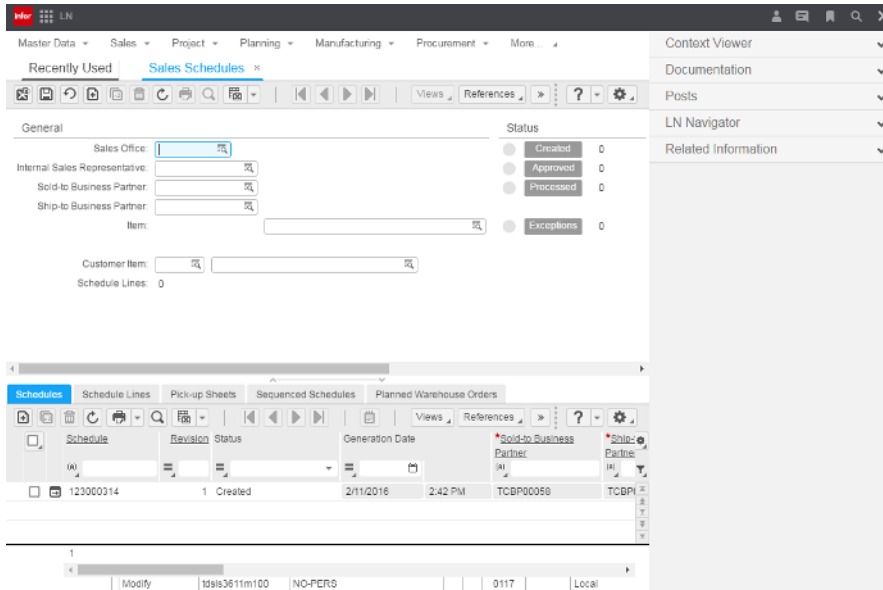 infor LN
Master Data Sales Project Planning Manufacturing Procurement More...
Recently Used Sales Schedules ×
Views References » ?
General Status
Sales Office: Created 0
Internal Sales Representative: Approved 0
Sold-to Business Partner: Processed 0
Ship-to Business Partner:
Item: Exceptions 0
Customer Item:
Schedule Lines: 0
Context Viewer
Documentation
Posts
LN Navigator
Related Information
Schedules Schedule Lines Pick-up Sheets Sequenced Schedules Planned Warehouse Orders
Views References » ?
Schedule Revision Status Generation Date *Sold-to Business Partner *Ship-
Partne
123000314 1 Created 2/11/2016 2:42 PM TCBP00058
1
Modify tdsls3611m100 NO-PERS 0117 Local